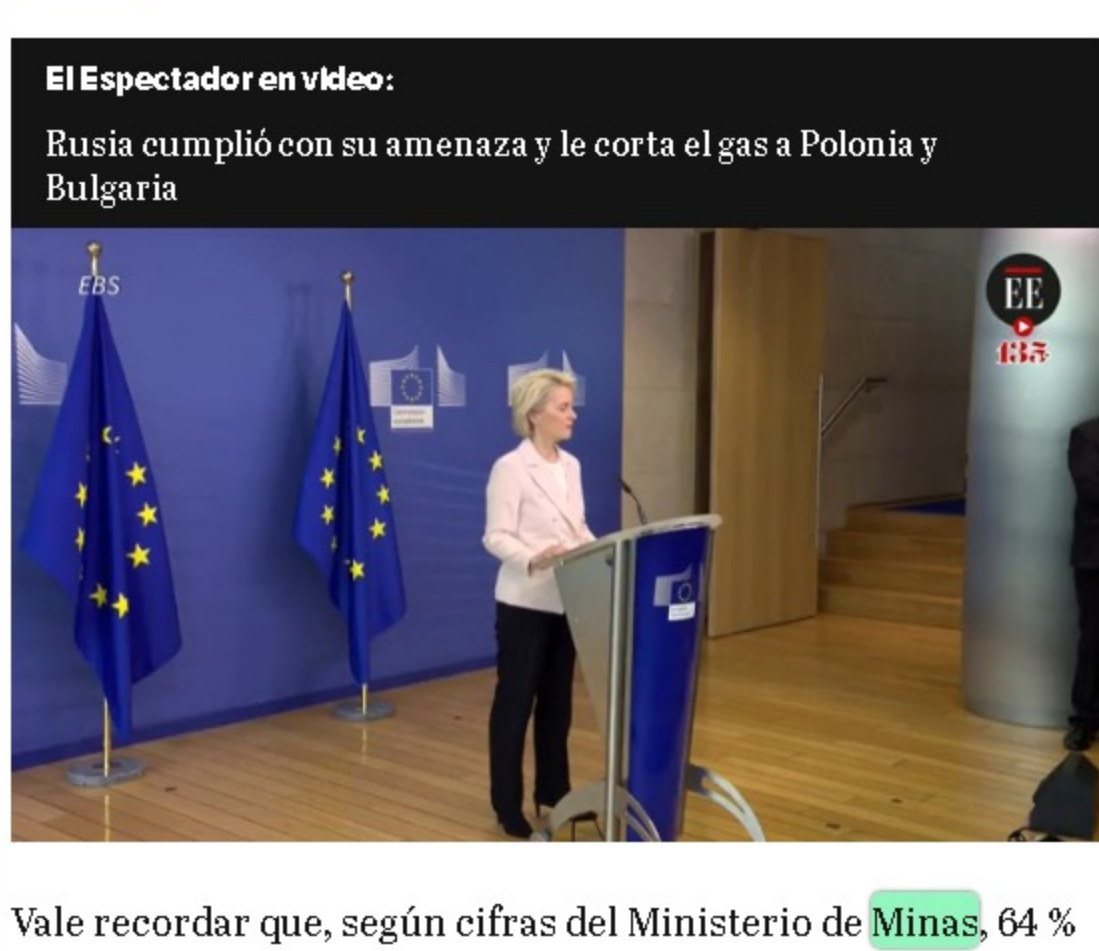 El Espectador en video:
Rusia cumplió con su amenaza y le corta el gas a Polonia y
Bulgaria
EBS
EE
135
Vale recordar que, según cifras del Ministerio de Minas, 64 %